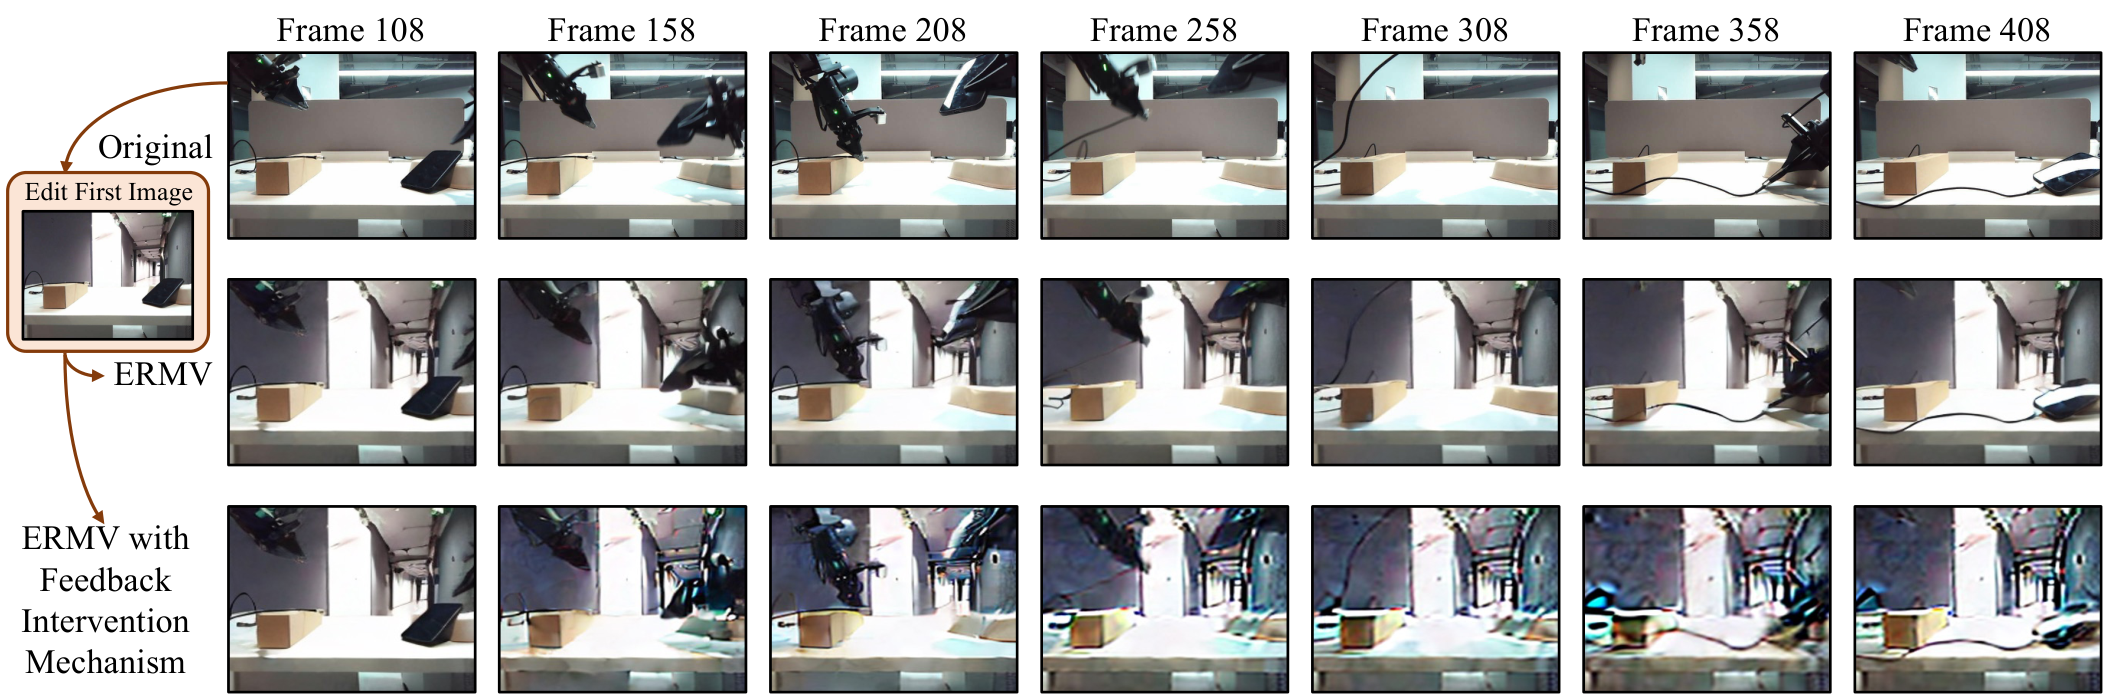 Frame 108
Frame 158
Frame 208
Frame 258
Frame 308
Frame 358
Frame 408
Original
Edit First Image
ERMV
ERMV with
Feedback
Intervention
Mechanism